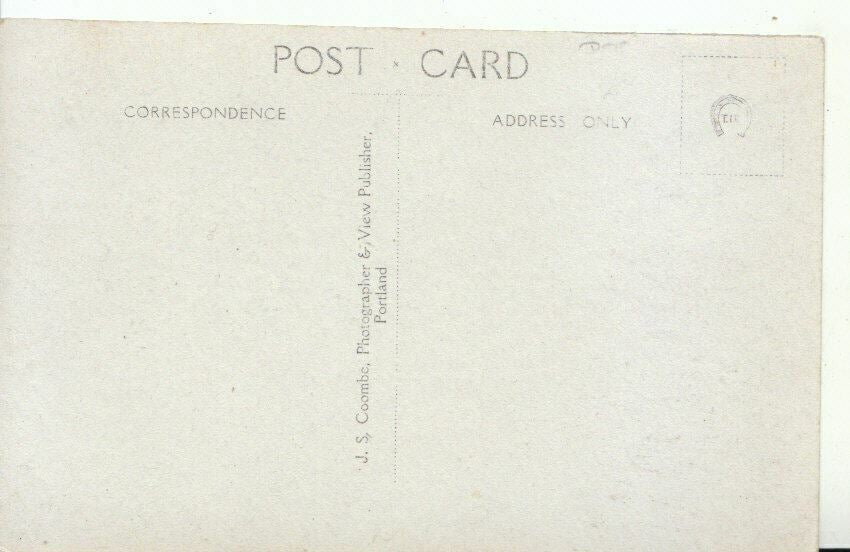 POST CARD
CORRESPONDENCE
ADDRESS ONLY
J. S. Coombe, Photographer & View Publisher,
Portland